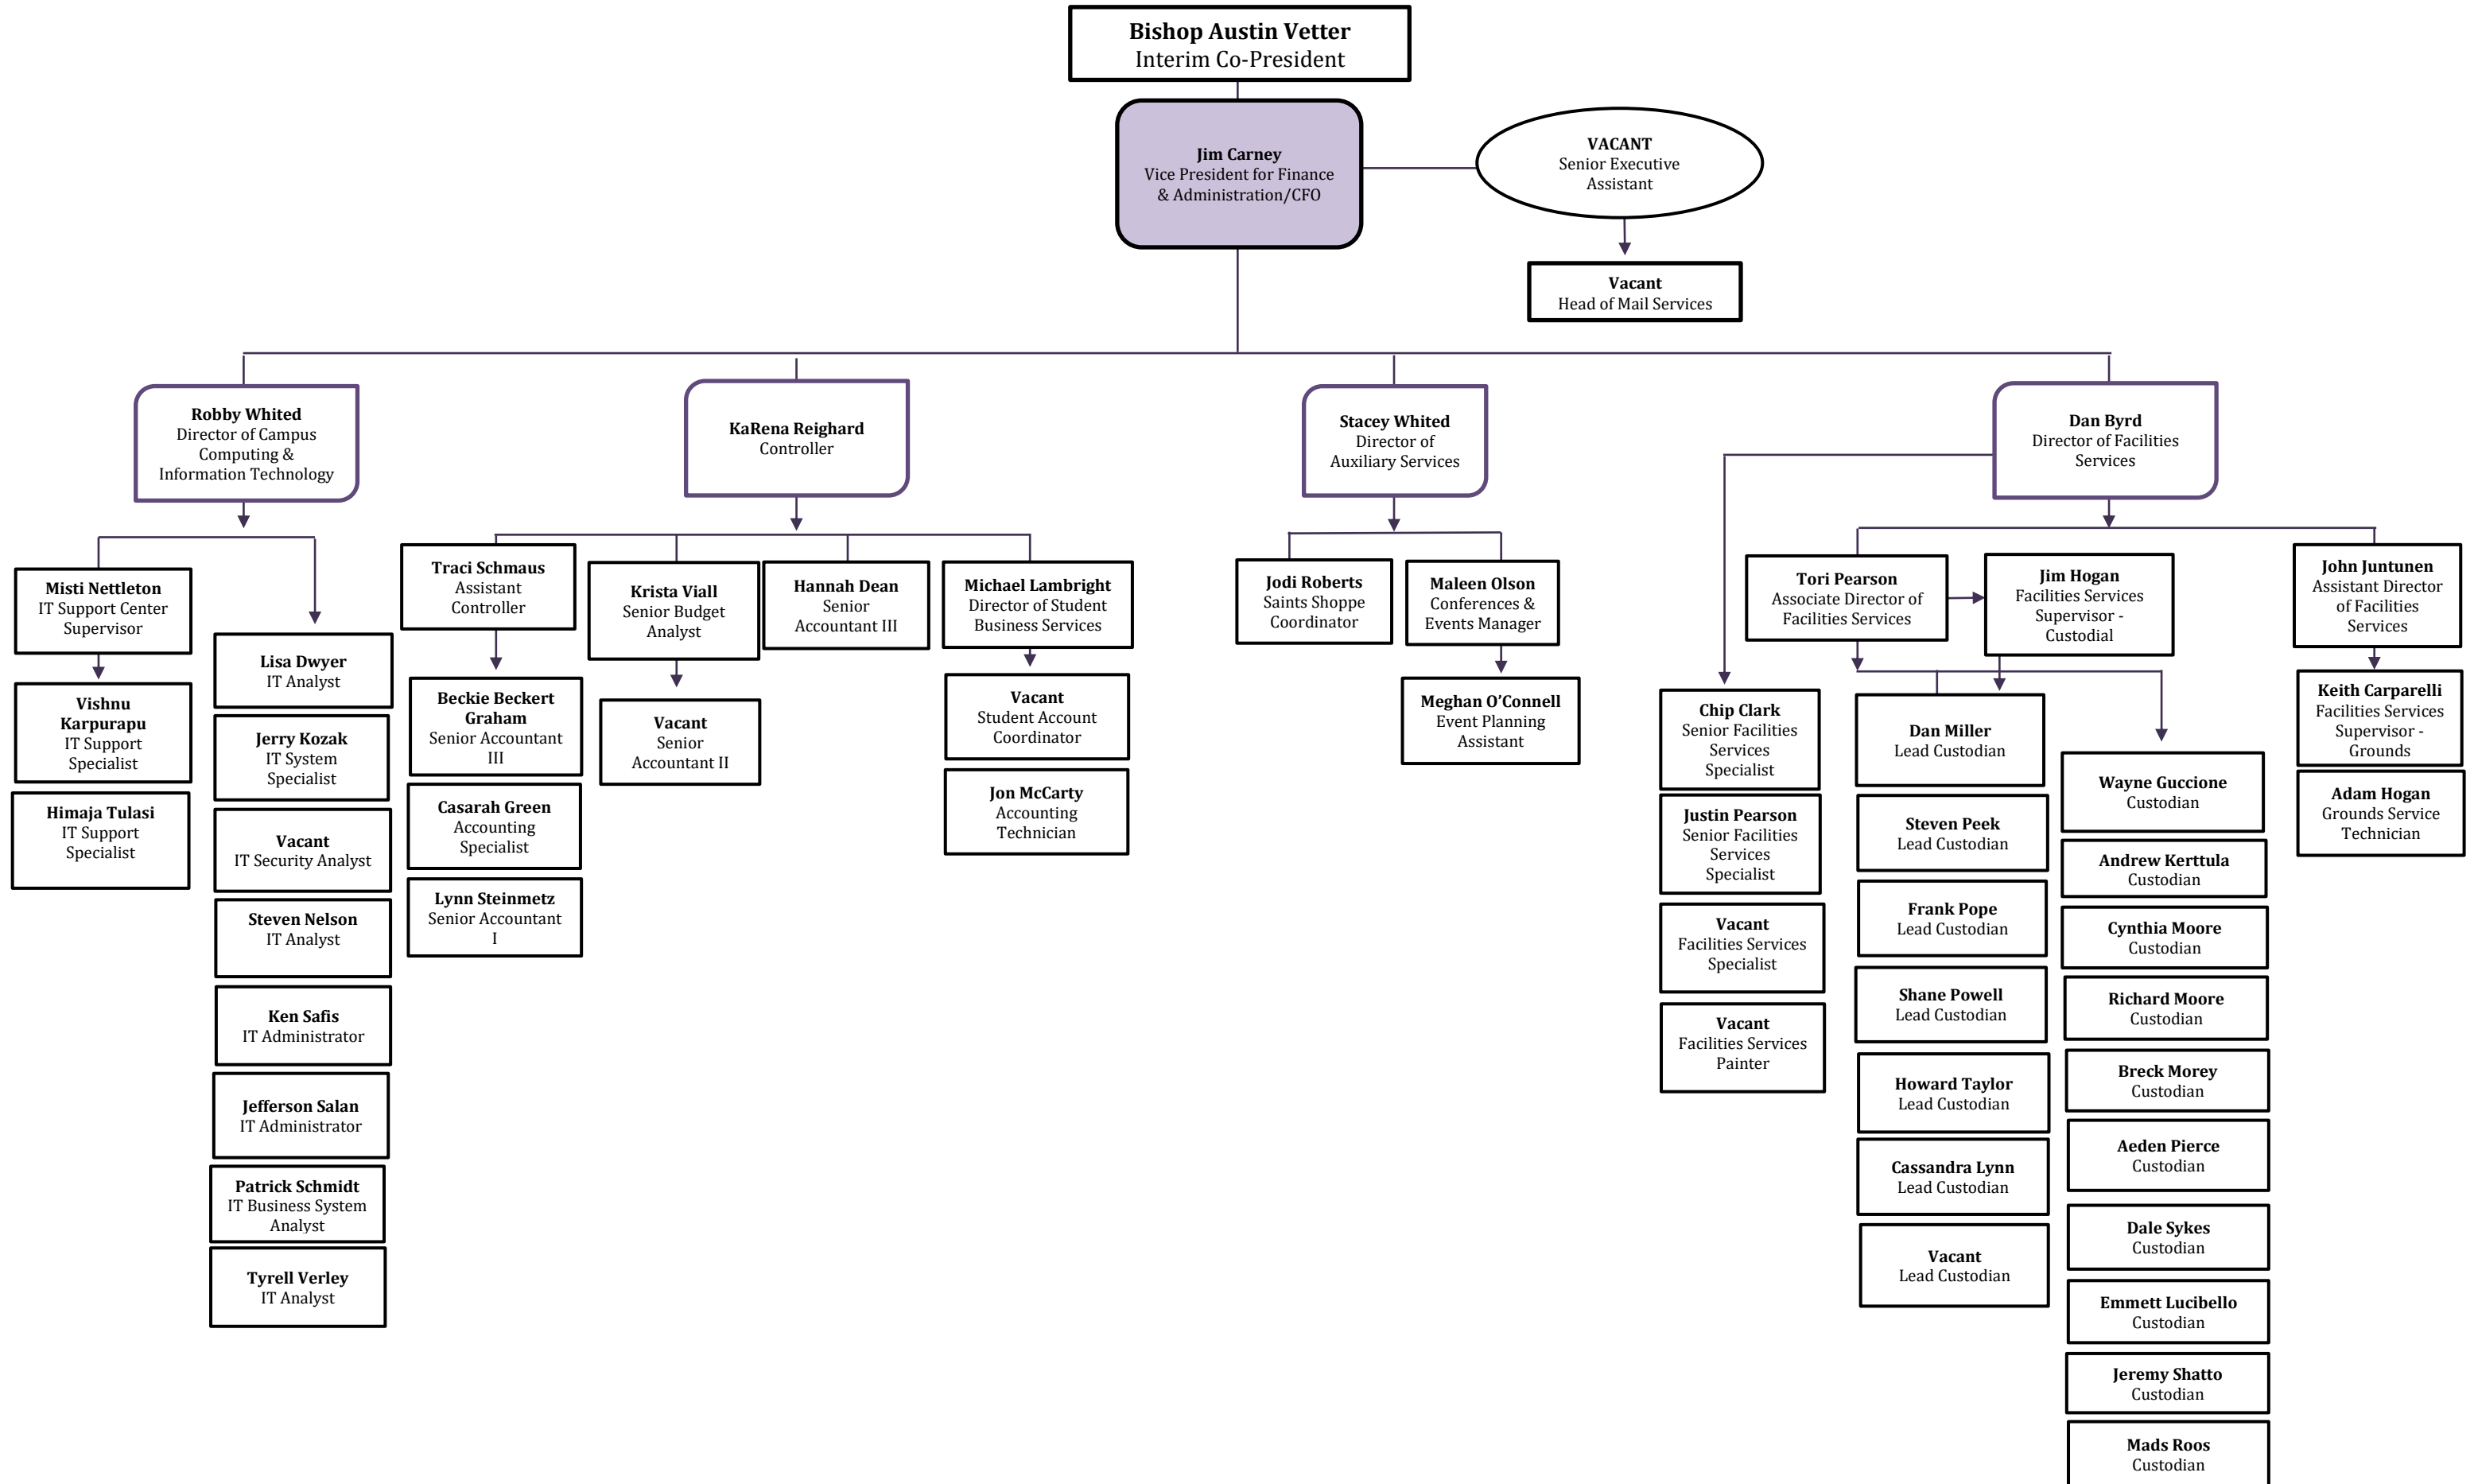 Bishop Austin Vetter
Interim Co-President
Jim Carney
Vice President for Finance
& Administration/CFO
VACANT
Senior Executive
Assistant
Vacant
Head of Mail Services
Robby Whited
Director of Campus
Computing &
Information Technology
KaRena Reighard
Controller
Stacey Whited
Director of
Auxiliary Services
Dan Byrd
Director of Facilities
Services
Misti Nettleton
IT Support Center
Supervisor
Vishnu
Karpurapu
IT Support
Specialist
Himaja Tulasi
IT Support
Specialist
Lisa Dwyer
IT Analyst
Jerry Kozak
IT System
Specialist
Vacant
IT Security Analyst
Steven Nelson
IT Analyst
Ken Safis
IT Administrator
Jefferson Salan
IT Administrator
Patrick Schmidt
IT Business System
Analyst
Tyrell Verley
IT Analyst
Traci Schmaus
Assistant
Controller
Beckie Beckert
Graham
Senior Accountant
III
Casarah Green
Accounting
Specialist
Lynn Steinmetz
Senior Accountant
I
Krista Viall
Senior Budget
Analyst
Vacant
Senior
Accountant II
Hannah Dean
Senior
Accountant III
Michael Lambright
Director of Student
Business Services
Vacant
Student Account
Coordinator
Jon McCarty
Accounting
Technician
Jodi Roberts
Saints Shoppe
Coordinator
Maleen Olson
Conferences &
Events Manager
Meghan O’Connell
Event Planning
Assistant
Chip Clark
Senior Facilities
Services
Specialist
Justin Pearson
Senior Facilities
Services
Specialist
Vacant
Facilities Services
Specialist
Vacant
Facilities Services
Painter
Tori Pearson
Associate Director of
Facilities Services
Jim Hogan
Facilities Services
Supervisor -
Custodial
Dan Miller
Lead Custodian
Steven Peek
Lead Custodian
Frank Pope
Lead Custodian
Shane Powell
Lead Custodian
Howard Taylor
Lead Custodian
Cassandra Lynn
Lead Custodian
Vacant
Lead Custodian
Wayne Guccione
Custodian
Andrew Kerttula
Custodian
Cynthia Moore
Custodian
Richard Moore
Custodian
Breck Morey
Custodian
Aeden Pierce
Custodian
Dale Sykes
Custodian
Emmett Lucibello
Custodian
Jeremy Shatto
Custodian
Mads Roos
Custodian
John Juntunen
Assistant Director
of Facilities
Services
Keith Carparelli
Facilities Services
Supervisor -
Grounds
Adam Hogan
Grounds Service
Technician